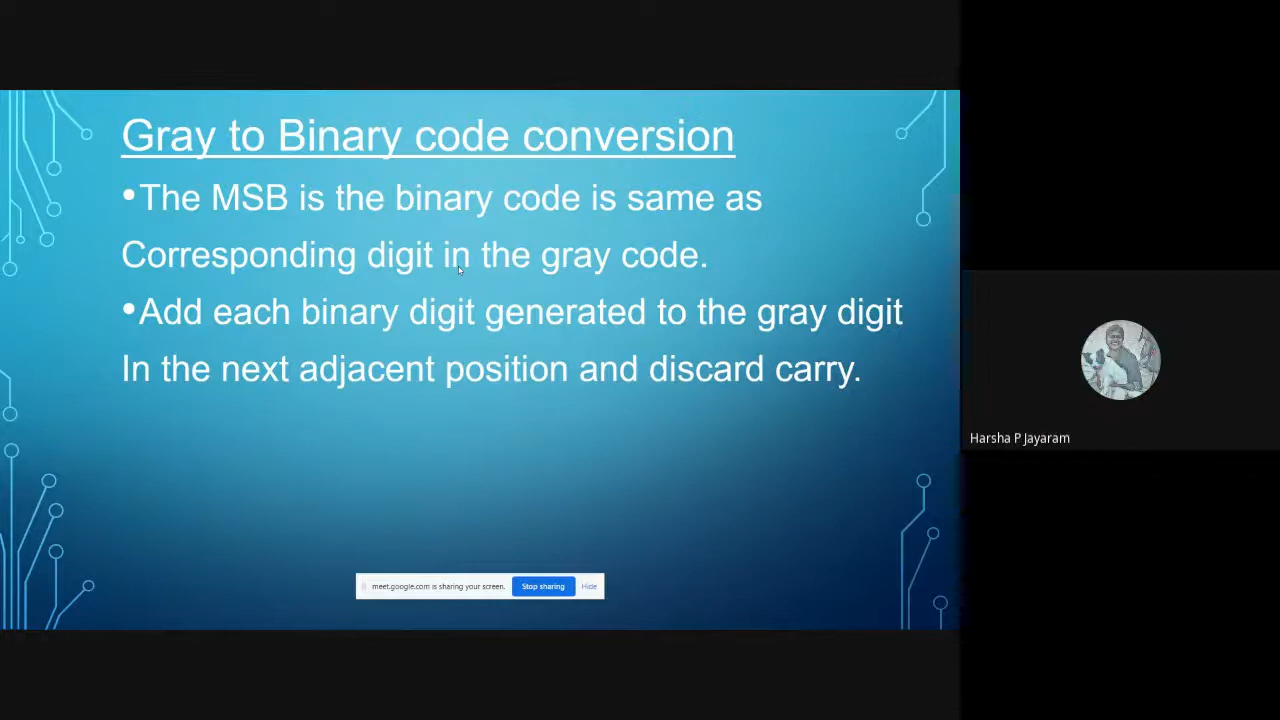 Gray to Binary code conversion
•The MSB is the binary code is same as
Corresponding digit in the gray code.
•Add each binary digit generated to the gray digit
In the next adjacent position and discard carry.
meet.google.com is sharing your screen. Stop sharing Hide
Harsha P Jayaram